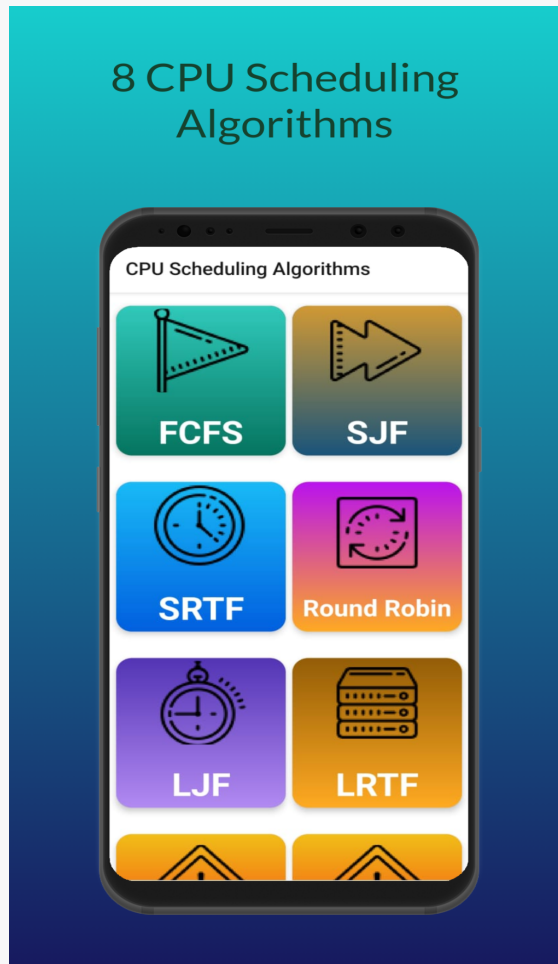 8 CPU Scheduling
Algorithms
CPU Scheduling Algorithms
FCFS
SJF
SRTF
Round Robin
LJF
LRTF